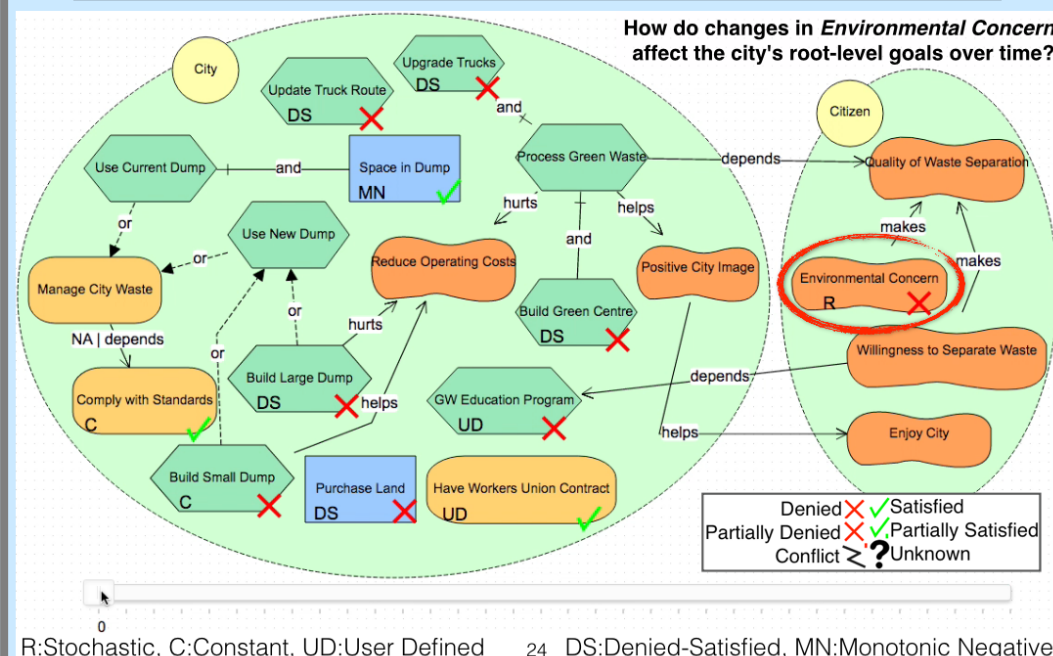 How do changes in Environmental Concern
affect the city's root-level goals over time?
City
Update Truck Route
DS
Upgrade Trucks
DS
and
Citizen
Use Current Dump
and
Space in Dump
MN
Process Green Waste
depends
Quality of Waste Separation
or
Use New Dump
hurts
helps
makes
or
and
makes
Manage City Waste
Reduce Operating Costs
Positive City Image
Environmental Concern
R
NA | depends
or
hurts
Build Green Centre
DS
or
Willingness to Separate Waste
Build Large Dump
DS
depends
Comply with Standards
C
helps
GW Education Program
UD
helps
Enjoy City
Build Small Dump
C
Purchase Land
DS
Have Workers Union Contract
UD
Denied Satisfied
Partially Denied Partially Satisfied
Conflict ? Unknown
0
R:Stochastic, C:Constant, UD:User Defined 24 DS:Denied-Satisfied, MN:Monotonic Negative